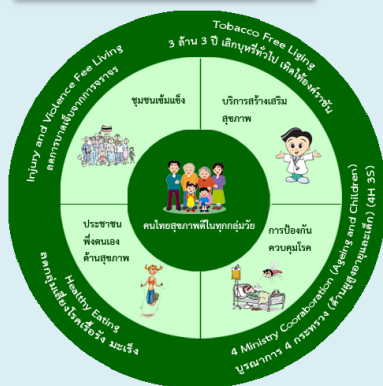 Tobacco Free Liging
3 ล้าน 3 ปี เลิกบุหรี่ทั่วไป เทิดไท้องค์ราชัน
Injury and Violence Fee Living
ลดการบาดเจ็บจากการจราจร
ชุมชนเข้มแข็ง
บริการสร้างเสริม
สุขภาพ
คนไทยสุขภาพดีในทุกกลุ่มวัย
ประชาชน
พึ่งตนเอง
ด้านสุขภาพ
การป้องกัน
ควบคุมโรค
Healthy Eating
ลดกลุ่มเสี่ยงโรคเรื้อรัง มะเร็ง
4 Ministry Cooraboration (Ageing and Children)
บูรณาการ 4 กระทรวง (ด้านผู้สูงอายุและเด็ก) (4H 3S)